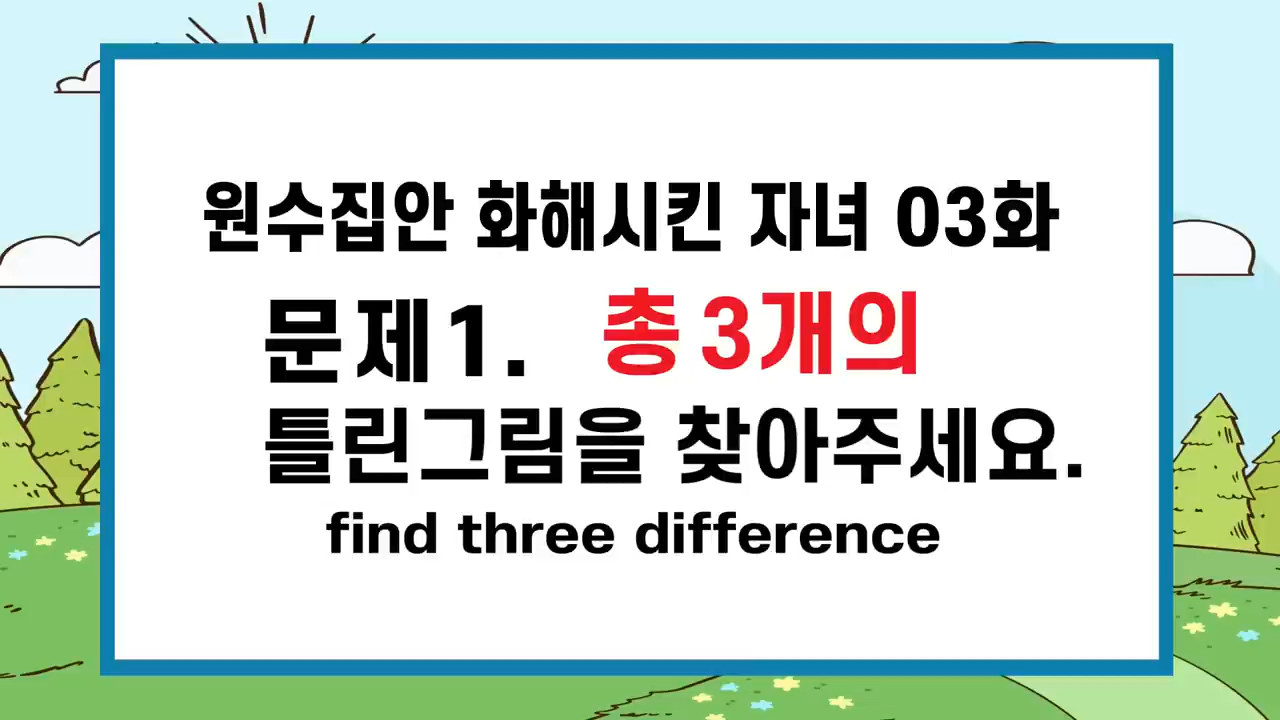 원수집안 화해시킨 자녀 03화
문제1. 총 3개의
틀린그림을 찾아주세요.
find three difference